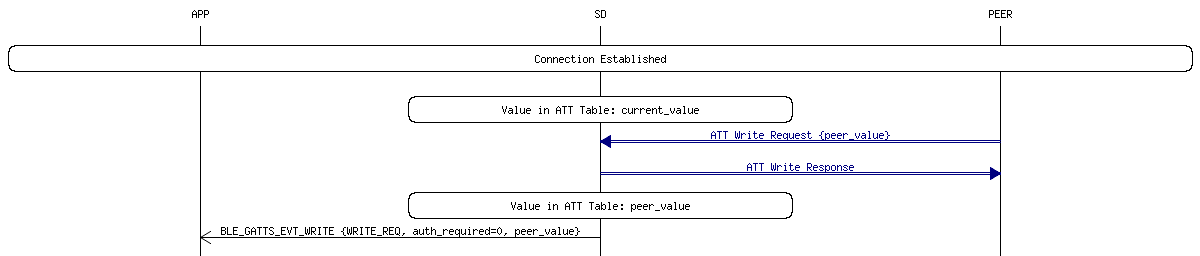 APP SD PEER
Connection Established
Value in ATT Table: current_value
ATT Write Request {peer_value}
ATT Write Response
Value in ATT Table: peer_value
BLE_GATTS_EVT_WRITE {WRITE_REQ, auth_required=0, peer_value}